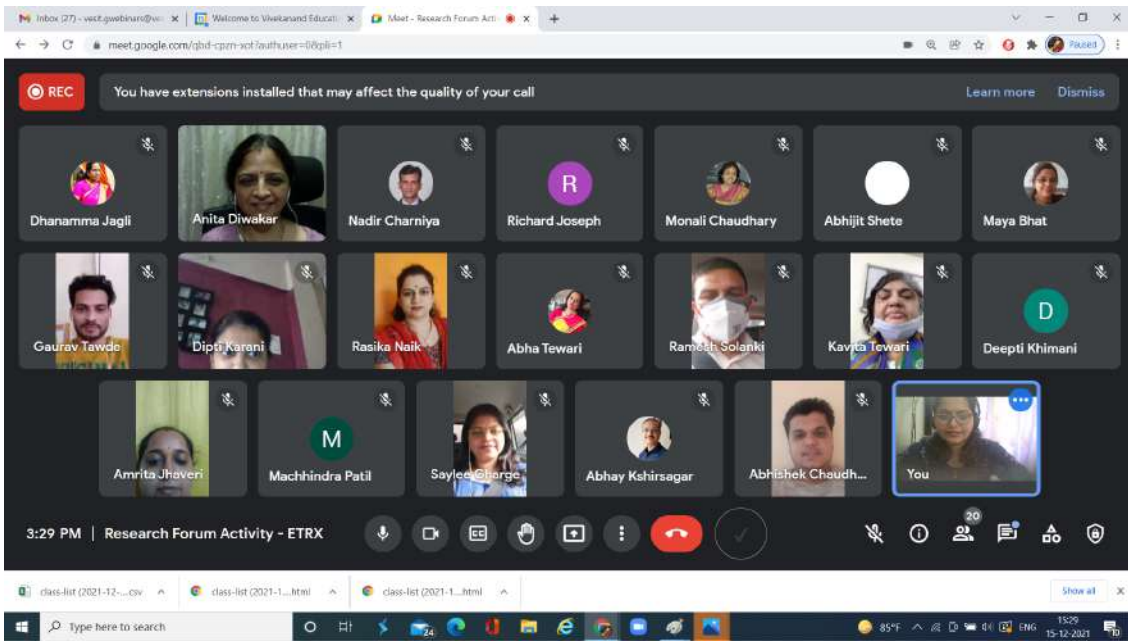 Inbox (27) - vesit.gwebinars@ve
Welcome to Vivekanand Educati
Meet - Research Forum Acti
meet.google.com/qbd-cpzn-xot?authuser=0&pli=1
Paused
REC
You have extensions installed that may affect the quality of your call
Learn more
Dismiss
Dhanamma Jagli
Anita Diwakar
Nadir Charniya
R
Richard Joseph
Monali Chaudhary
Abhijit Shete
Maya Bhat
Gaurav Tawde
Dipti Karani
Rasika Naik
Abha Tewari
Ramesh Solanki
Kavita Tewari
D
Deepti Khimani
Amrita Jhaveri
M
Machhindra Patil
Saylee Gharge
Abhay Kshirsagar
Abhishek Chaudh...
You
3:29 PM | Research Forum Activity - ETRX
CC
20
class-list (2021-12-....csv
class-list (2021-1....html
class-list (2021-1....html
Show all
Type here to search
24
85°F
ENG
15:29
15-12-2021